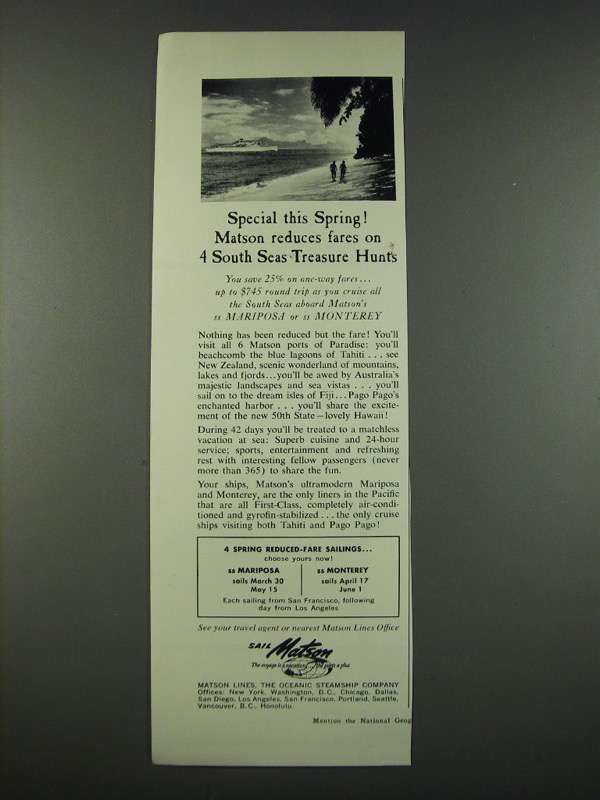 Special this Spring!
Matson reduces fares on
4 South Seas Treasure Hunts
You save 25% on one-way fares...
up to $745 round trip as you cruise all
the South Seas aboard Matson's
ss MARIPOSA or ss MONTEREY
Nothing has been reduced but the fare! You'll
visit all 6 Matson ports of Paradise: you'll
beachcomb the blue lagoons of Tahiti . . . see
New Zealand, scenic wonderland of mountains,
lakes and fjords...you'll be awed by Australia's
majestic landscapes and sea vistas . . . you'll
sail on to the dream isles of Fiji...Pago Pago's
enchanted harbor . . . you'll share the excite-
ment of the new 50th State—lovely Hawaii!
During 42 days you'll be treated to a matchless
vacation at sea: Superb cuisine and 24-hour
service; sports, entertainment and refreshing
rest with interesting fellow passengers (never
more than 365) to share the fun.
Your ships, Matson's ultramodern Mariposa
and Monterey, are the only liners in the Pacific
that are all First-Class, completely air-condi-
tioned and gyrofin-stabilized . . . the only cruise
ships visiting both Tahiti and Pago Pago!
4 SPRING REDUCED-FARE SAILINGS...
choose yours now!
ss MARIPOSA ss MONTEREY
sails March 30 sails April 17
May 15 June 1
Each sailing from San Francisco, following
day from Los Angeles
See your travel agent or nearest Matson Lines Office
SAIL Matson
The voyage is a vacation, the ports a plus
MATSON LINES, THE OCEANIC STEAMSHIP COMPANY
Offices: New York, Washington, D.C., Chicago, Dallas,
San Diego, Los Angeles, San Francisco, Portland, Seattle,
Vancouver, B.C., Honolulu.
Mention the National Geog